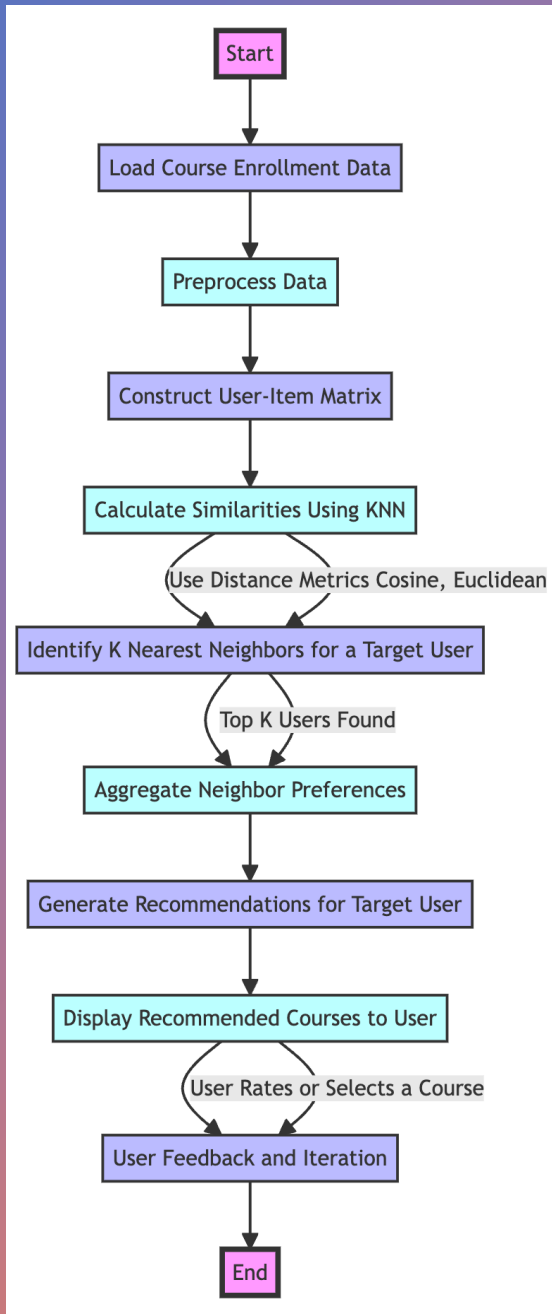 Start
Load Course Enrollment Data
Preprocess Data
Construct User-Item Matrix
Calculate Similarities Using KNN
Use Distance Metrics Cosine, Euclidean
Identify K Nearest Neighbors for a Target User
Top K Users Found
Aggregate Neighbor Preferences
Generate Recommendations for Target User
Display Recommended Courses to User
User Rates or Selects a Course
User Feedback and Iteration
End